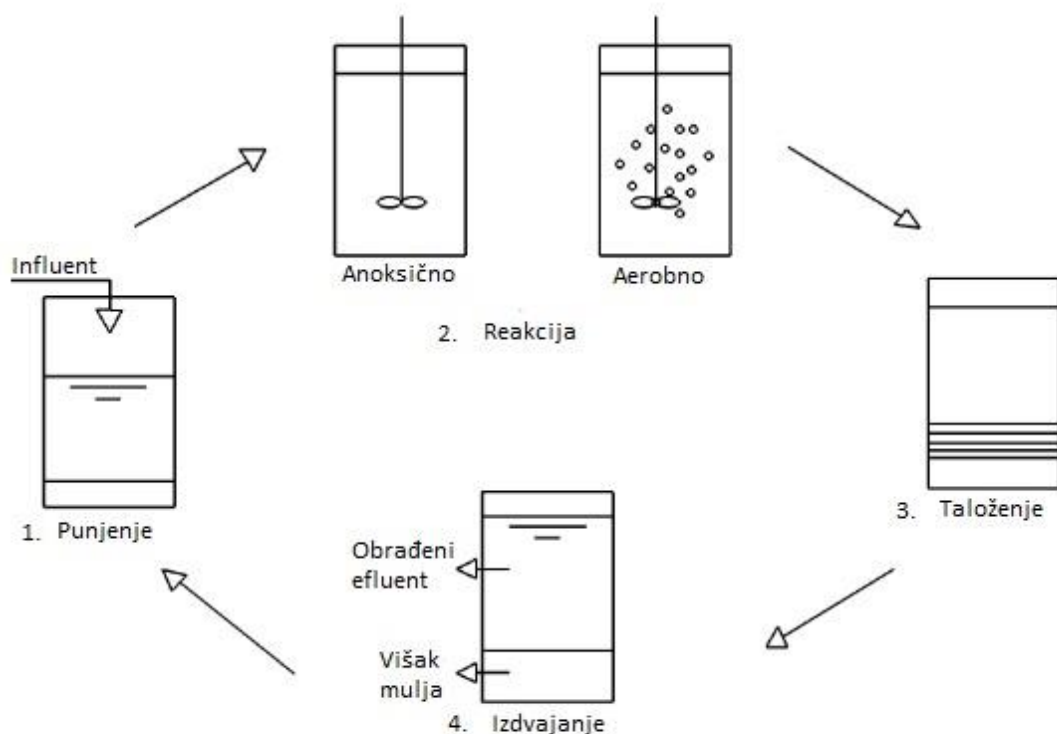 Influent
1. Punjenje
Anoksično
Aerobno
2. Reakcija
3. Taloženje
Obrađeni
efluent
Višak
mulja
4. Izdvajanje